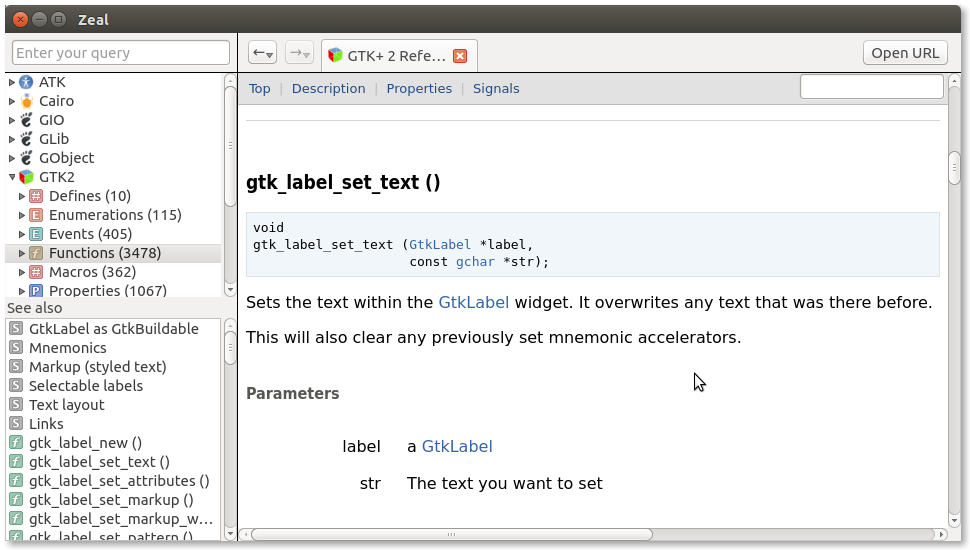 Zeal
Enter your query
GTK+ 2 Refe...
Open URL
ATK
Cairo
GIO
GLib
GObject
GTK2
Defines (10)
Enumerations (115)
Events (405)
Functions (3478)
Macros (362)
Properties (1067)
See also
GtkLabel as GtkBuildable
Mnemonics
Markup (styled text)
Selectable labels
Text layout
Links
gtk_label_new ()
gtk_label_set_text ()
gtk_label_set_attributes ()
gtk_label_set_markup ()
gtk_label_set_markup_w...
gtk_label_set_pattern ()
Top | Description | Properties | Signals
gtk_label_set_text ()
void
gtk_label_set_text (GtkLabel *label,
const gchar *str);
Sets the text within the GtkLabel widget. It overwrites any text that was there before.
This will also clear any previously set mnemonic accelerators.
Parameters
label a GtkLabel
str The text you want to set